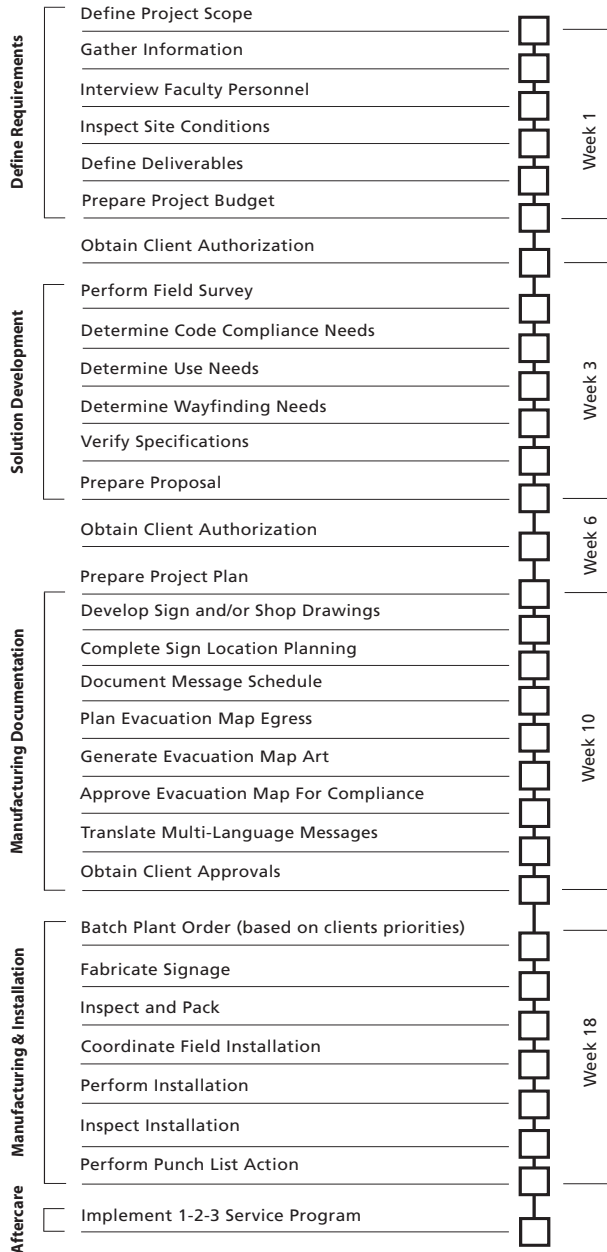 Define Requirements
Define Project Scope
Gather Information
Interview Faculty Personnel
Inspect Site Conditions
Define Deliverables
Prepare Project Budget
Week 1
Obtain Client Authorization
Solution Development
Perform Field Survey
Determine Code Compliance Needs
Determine Use Needs
Determine Wayfinding Needs
Verify Specifications
Prepare Proposal
Week 3
Obtain Client Authorization
Week 6
Prepare Project Plan
Manufacturing Documentation
Develop Sign and/or Shop Drawings
Complete Sign Location Planning
Document Message Schedule
Plan Evacuation Map Egress
Generate Evacuation Map Art
Approve Evacuation Map For Compliance
Translate Multi-Language Messages
Obtain Client Approvals
Week 10
Manufacturing & Installation
Batch Plant Order (based on clients priorities)
Fabricate Signage
Inspect and Pack
Coordinate Field Installation
Perform Installation
Inspect Installation
Perform Punch List Action
Week 18
Aftercare
Implement 1-2-3 Service Program